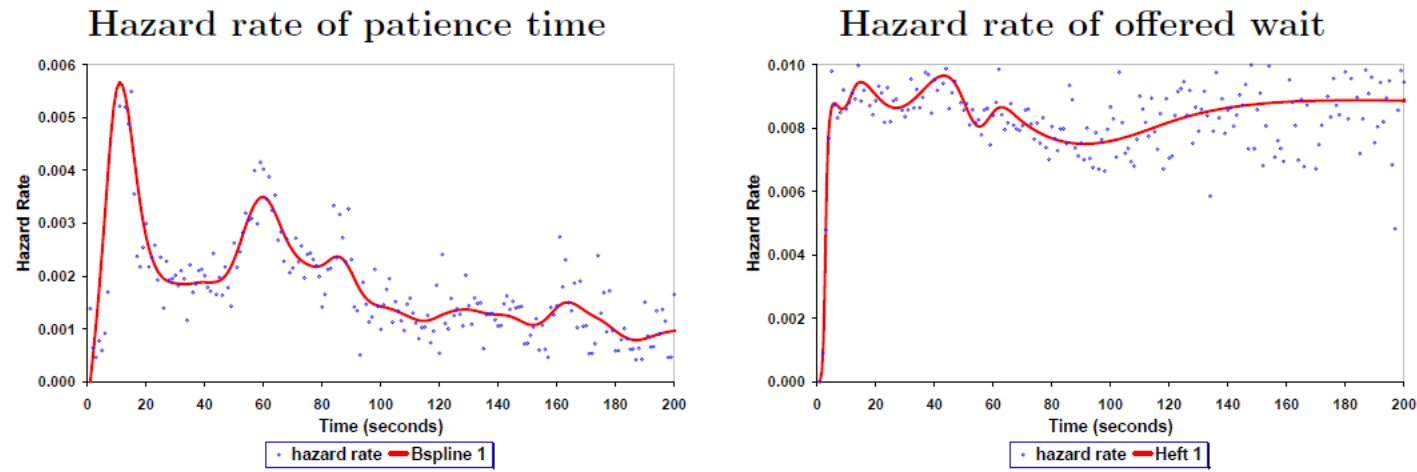 Hazard rate of patience time
0.006
0.005
0.004
0.003
0.002
0.001
0.000
Hazard Rate
0 20 40 60 80 100 120 140 160 180 200
Time (seconds)
hazard rate Bspline 1
Hazard rate of offered wait
0.010
0.008
0.006
0.004
0.002
0.000
Hazard Rate
0 20 40 60 80 100 120 140 160 180 200
Time (seconds)
hazard rate Heft 1